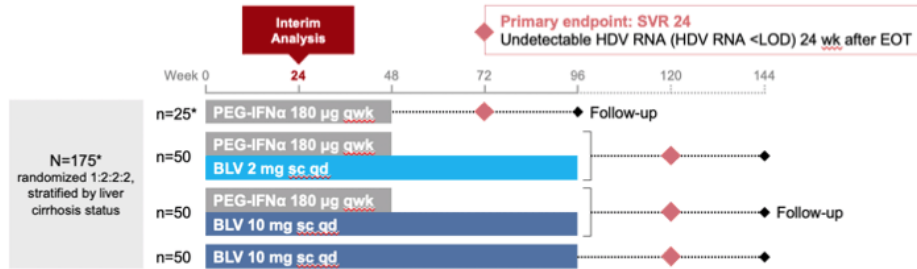 Interim
Analysis
Primary endpoint: SVR 24
Undetectable HDV RNA (HDV RNA <LOD) 24 wk after EOT
Week 0 24 48 72 96 120 144
N=175*
randomized 1:2:2:2,
stratified by liver
cirrhosis status
n=25* PEG-IFNα 180 µg qwk Follow-up
PEG-IFNα 180 µg qwk
n=50
BLV 2 mg sc qd
PEG-IFNα 180 µg qwk
n=50 Follow-up
BLV 10 mg sc qd
n=50 BLV 10 mg sc qd